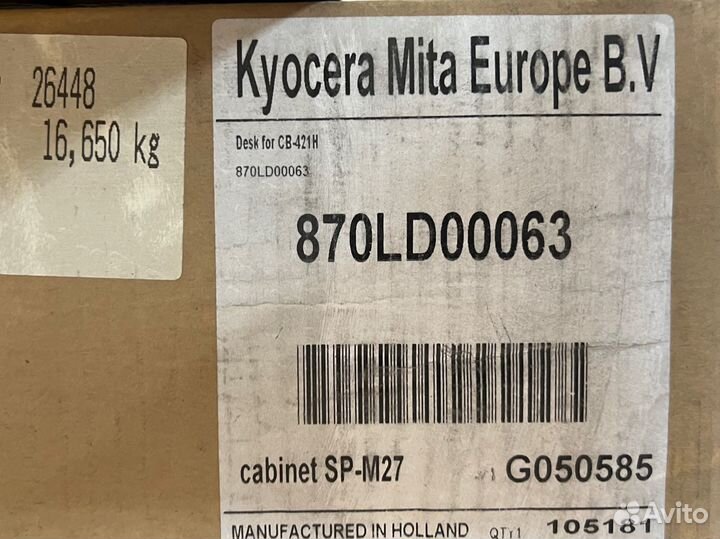 26448
16,650 kg
Kyocera Mita Europe B.V
Desk for CB-421H
870LD00063
870LD00063
cabinet SP-M27
G050585
MANUFACTURED IN HOLLAND QTY1 105181
Avito